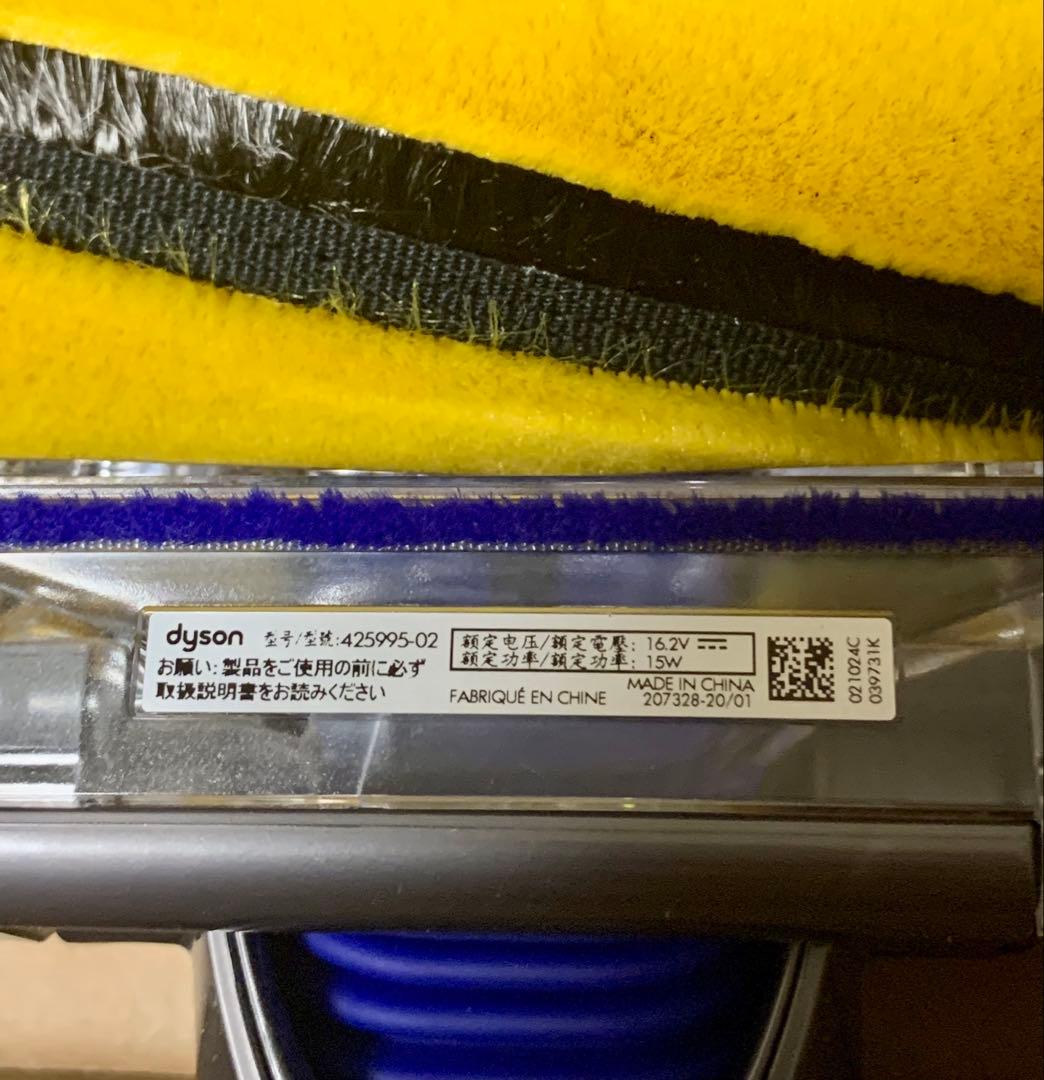 dyson 型号/型號:425995-02
お願い:製品をご使用の前に必ず
取扱説明書をお読みください
額定电压/額定電壓: 16.2V
額定功率/額定功率: 15W
FABRIQUÉ EN CHINE
MADE IN CHINA
207328-20/01
021024C
039731K